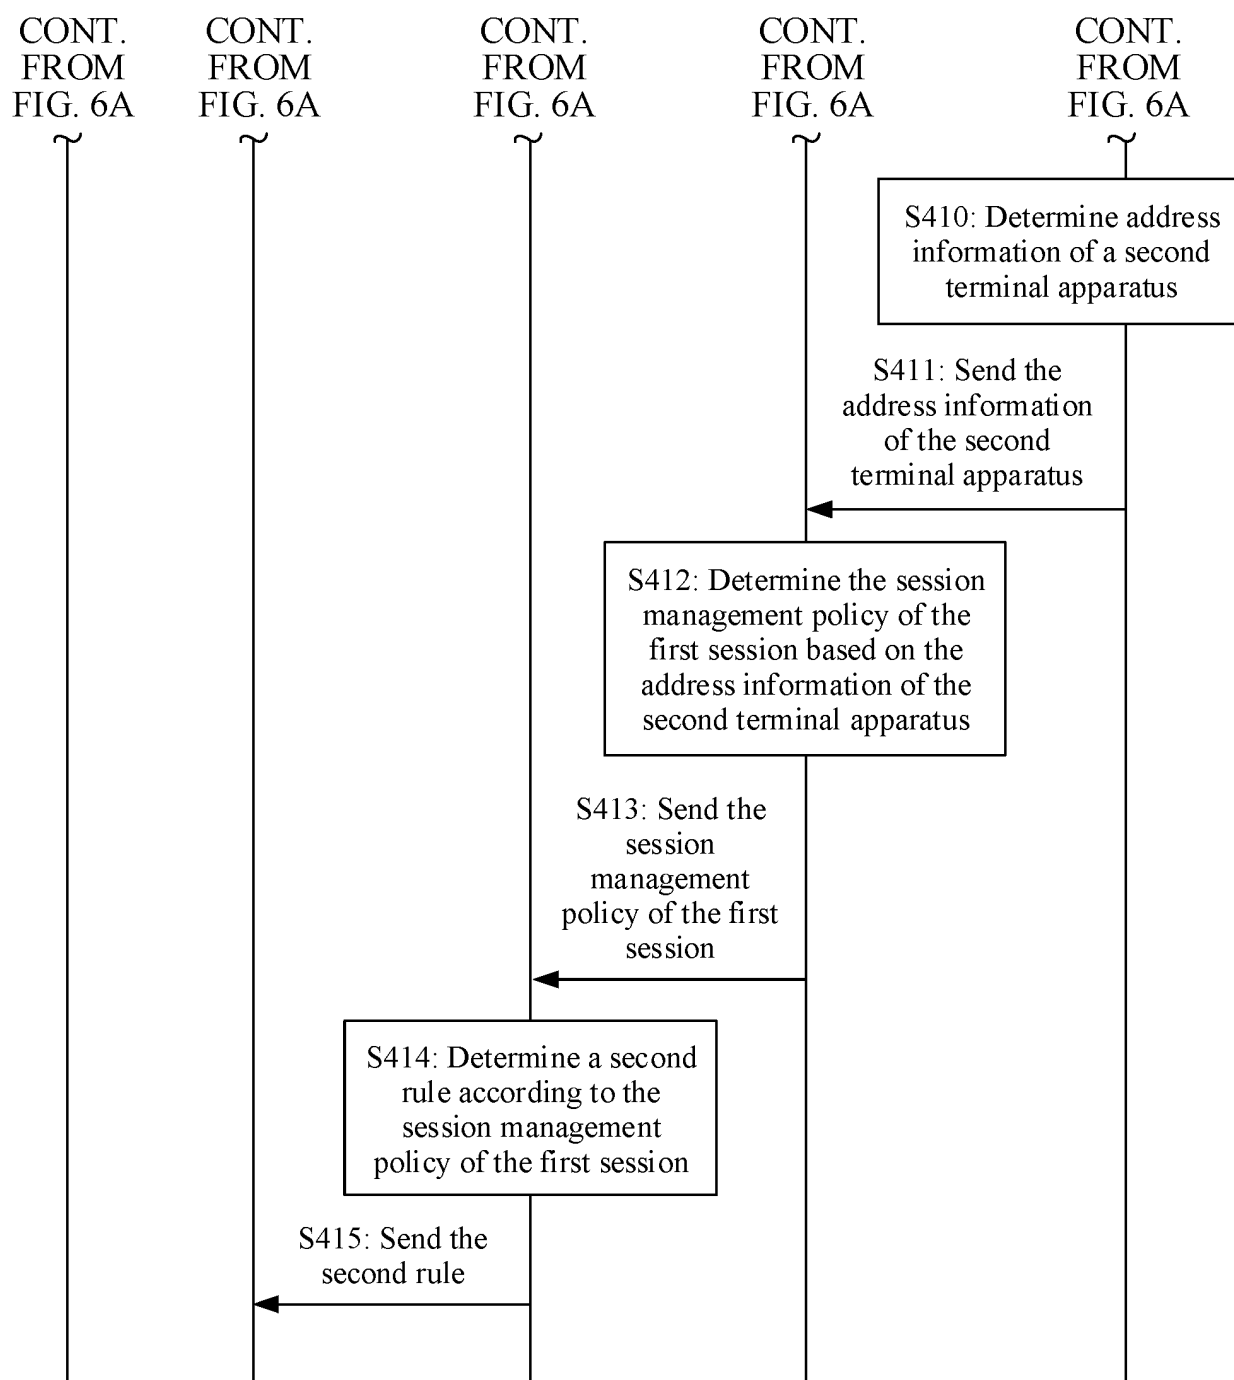 CONT.
FROM
FIG. 6A
CONT.
FROM
FIG. 6A
CONT.
FROM
FIG. 6A
CONT.
FROM
FIG. 6A
CONT.
FROM
FIG. 6A
S410: Determine address
information of a second
terminal apparatus
S411: Send the
address information
of the second
terminal apparatus
S412: Determine the session
management policy of the
first session based on the
address information of the
second terminal apparatus
S413: Send the
session
management
policy of the first
session
S414: Determine a second
rule according to the
session management
policy of the first session
S415: Send the
second rule